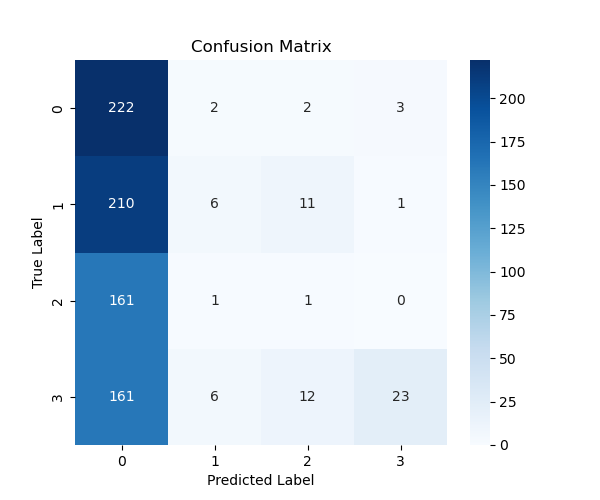 Confusion Matrix
True Label
0 222 2 2 3
1 210 6 11 1
2 161 1 1 0
3 161 6 12 23
0 1 2 3
Predicted Label
200
175
150
125
100
75
50
25
0